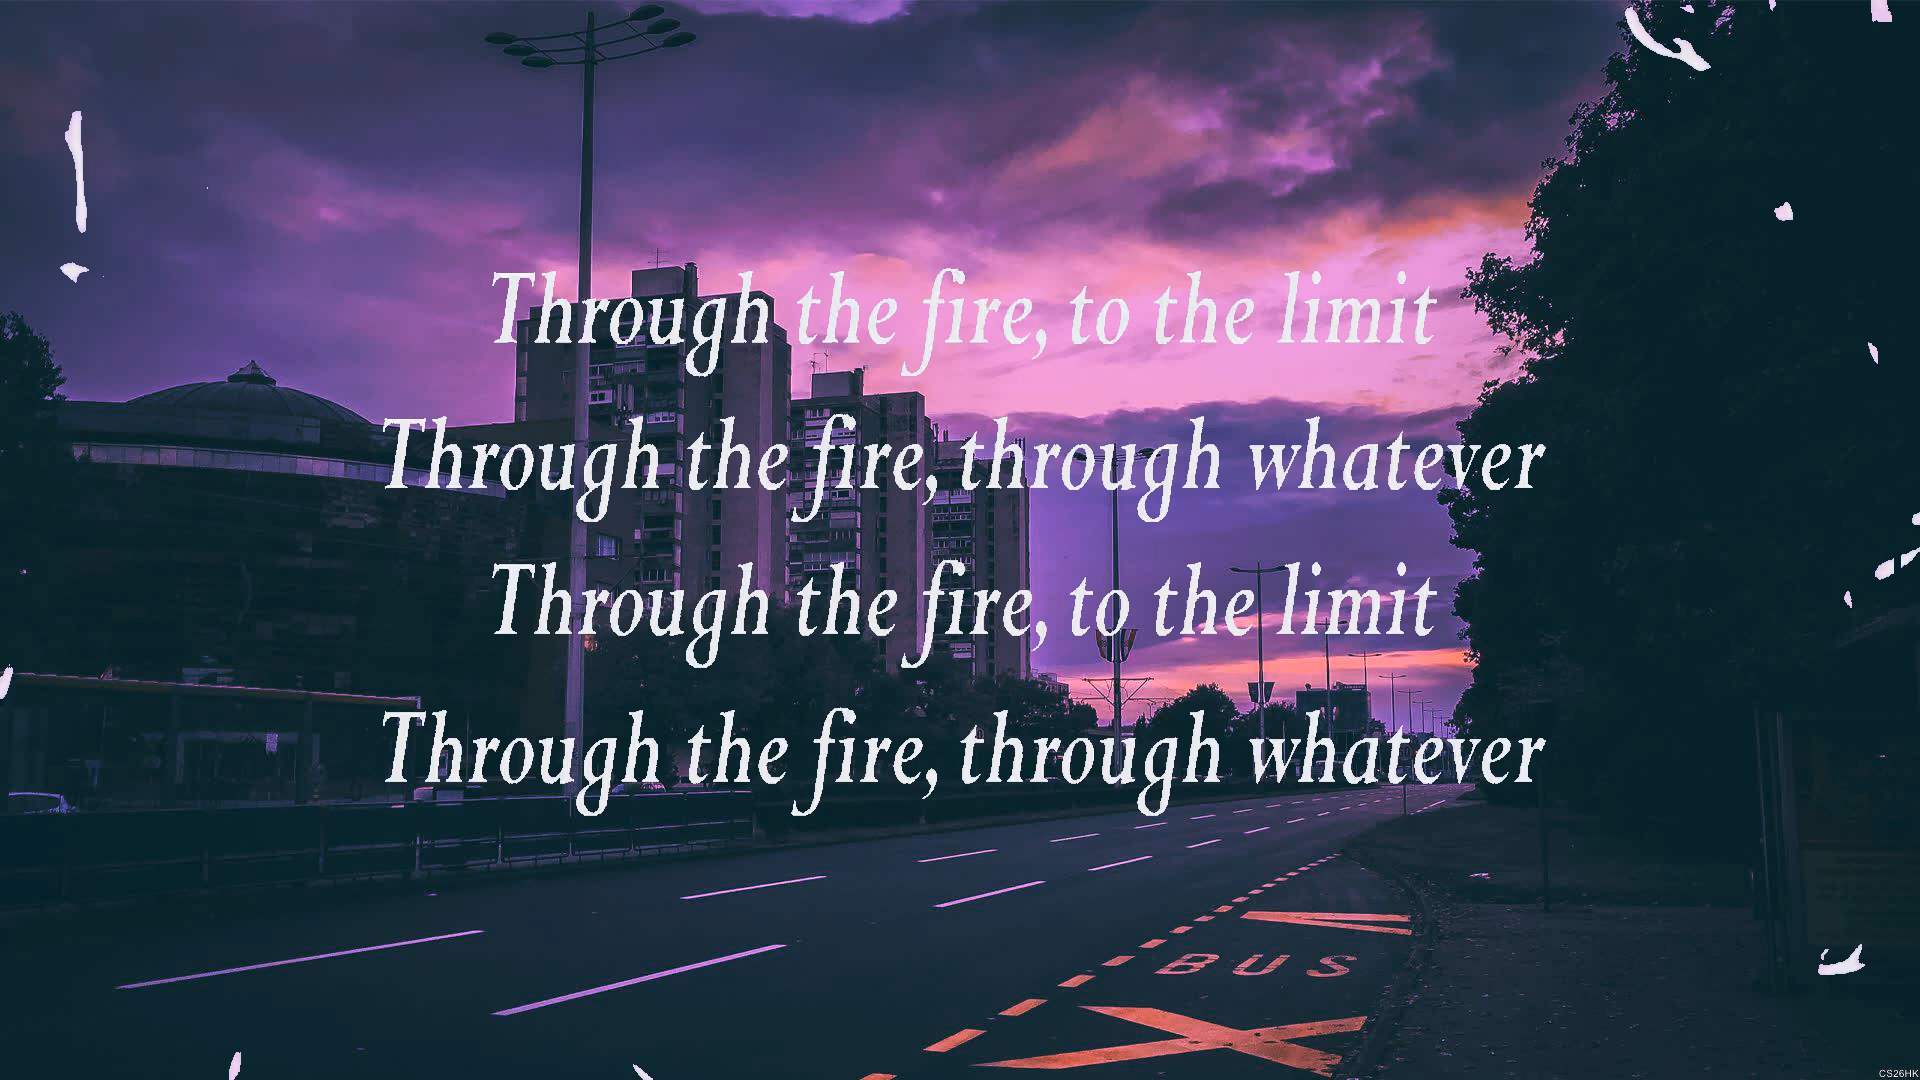 Through the fire, to the limit
Through the fire, through whatever
Through the fire, to the limit
Through the fire, through whatever
BUS
CS26HK